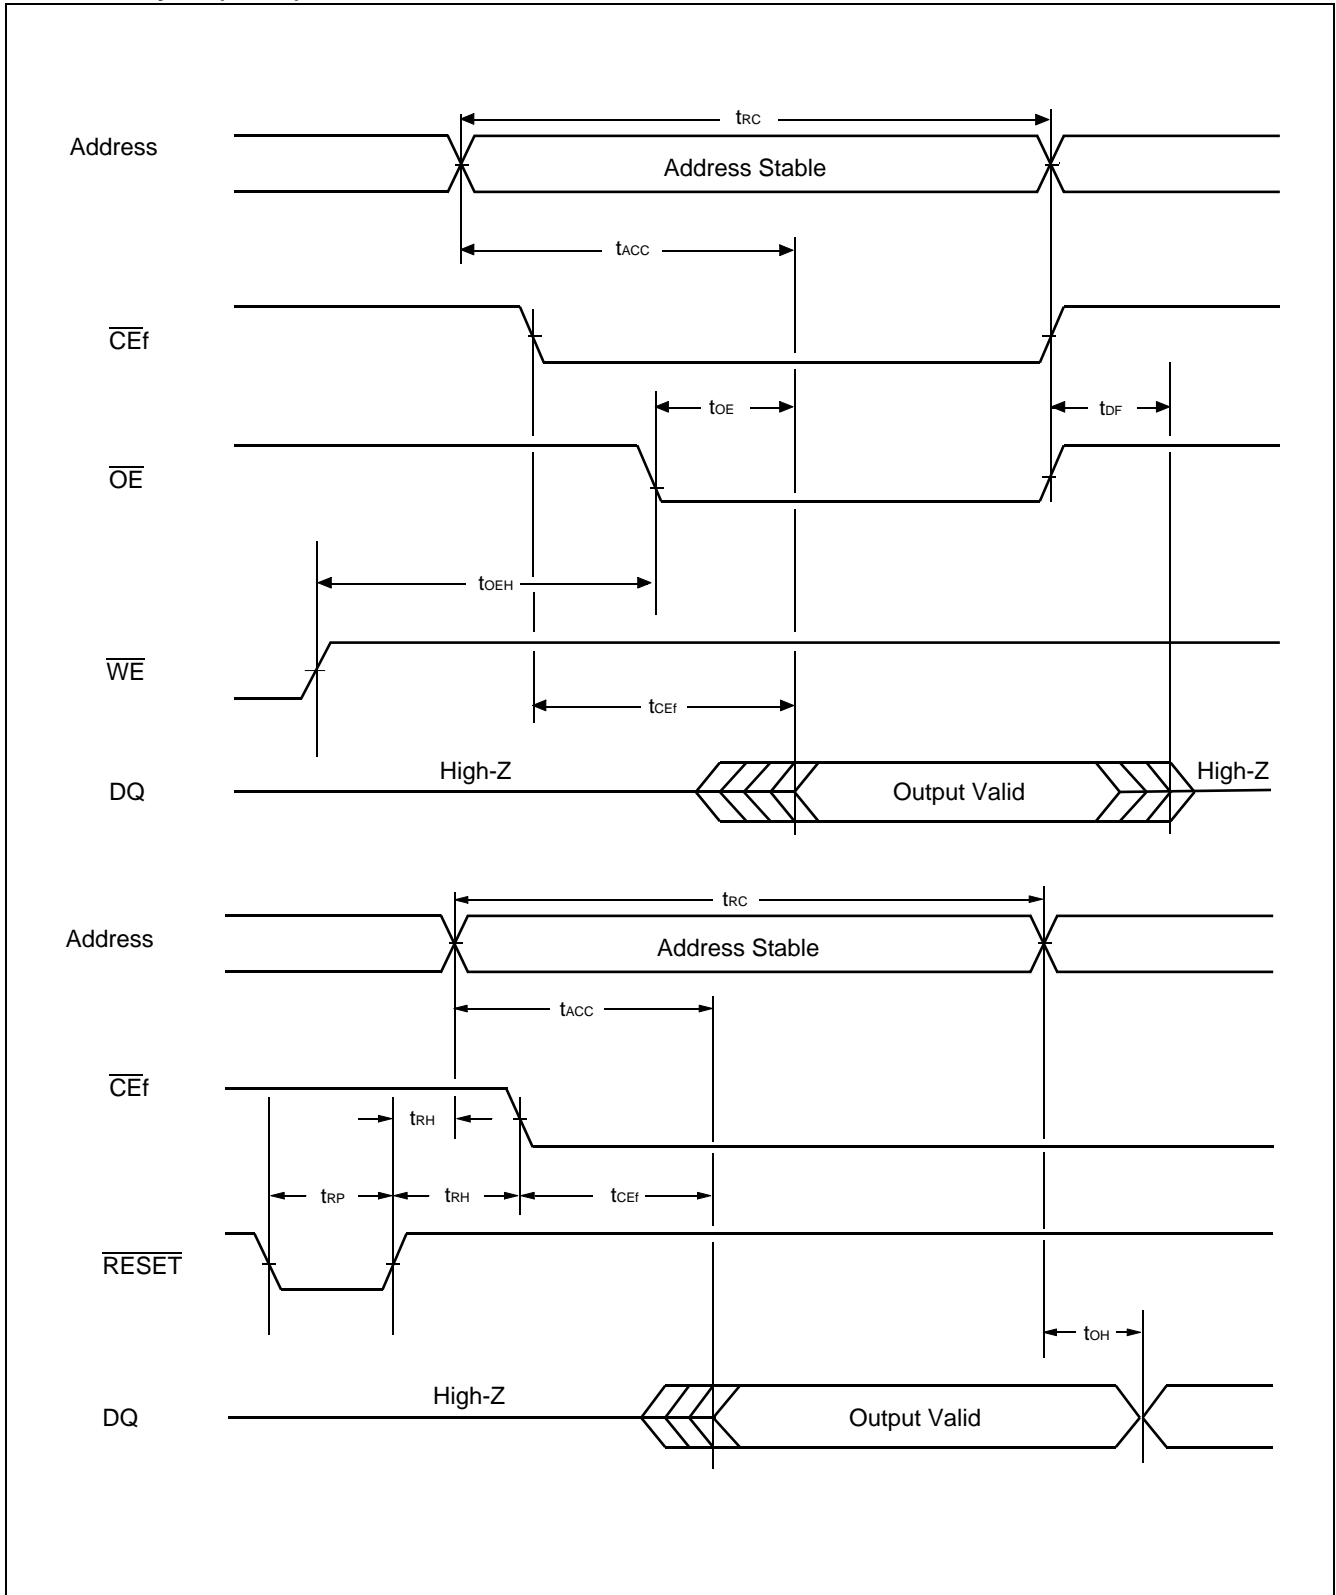 tRC
Address
Address Stable
tACC
CEf
tOE
tDF
OE
tOEH
WE
tCEf
High-Z
High-Z
DQ
Output Valid
tRC
Address
Address Stable
tACC
CEf
tRH
tRP
tRH
tCEf
RESET
tOH
High-Z
DQ
Output Valid